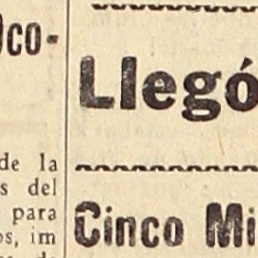 oco-
de la
s del
para
os, im
Llegó
Cinco Mi